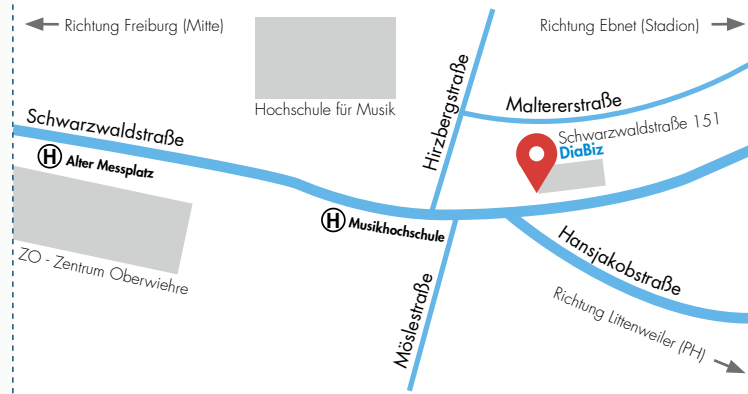 Richtung Freiburg (Mitte)
Richtung Ebnet (Stadion)
Hochschule für Musik
Hirzbergstraße
Maltererstraße
Schwarzwaldstraße
Schwarzwaldstraße 151
DiaBiz
H Alter Messplatz
H Musikhochschule
ZO - Zentrum Oberwiehre
Hansjakobstraße
Möslestraße
Richtung Littenweiler (PH)